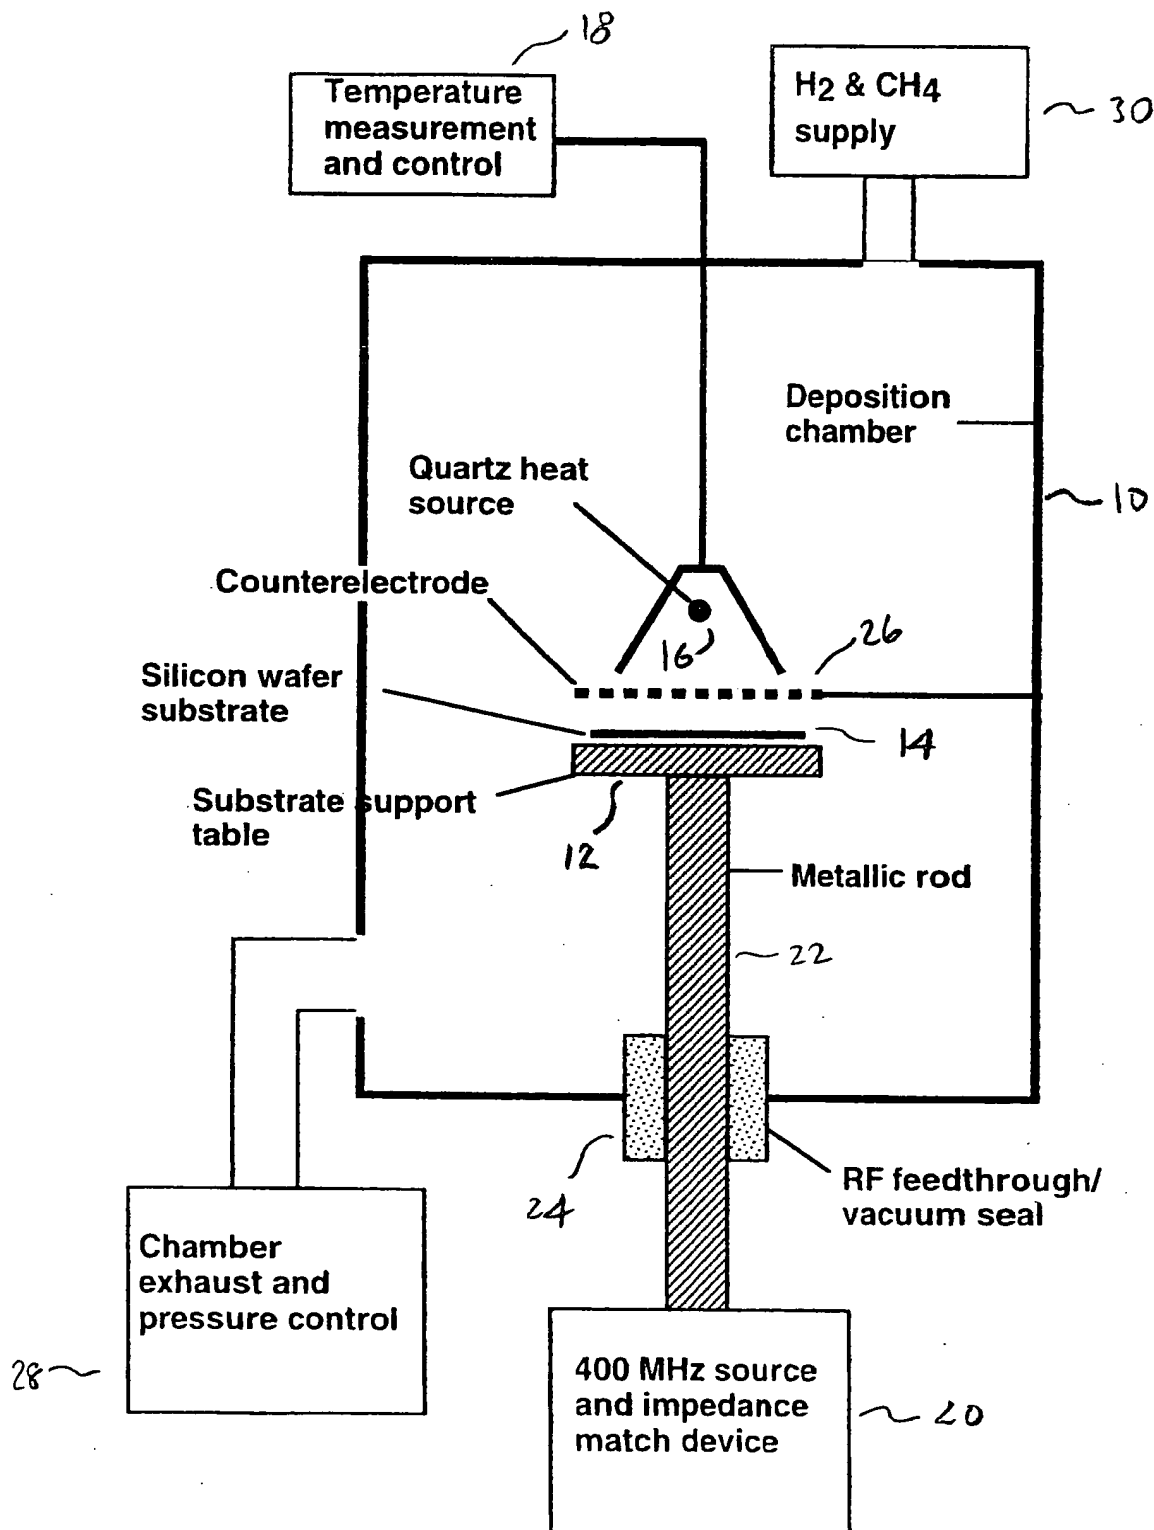 18
Temperature
measurement
and control
H2 & CH4
supply
30
Deposition
chamber
10
Quartz heat
source
Counterelectrode
16
26
Silicon wafer
substrate
14
Substrate support
table
12
Metallic rod
22
24
RF feedthrough/
vacuum seal
Chamber
exhaust and
pressure control
28
400 MHz source
and impedance
match device
20